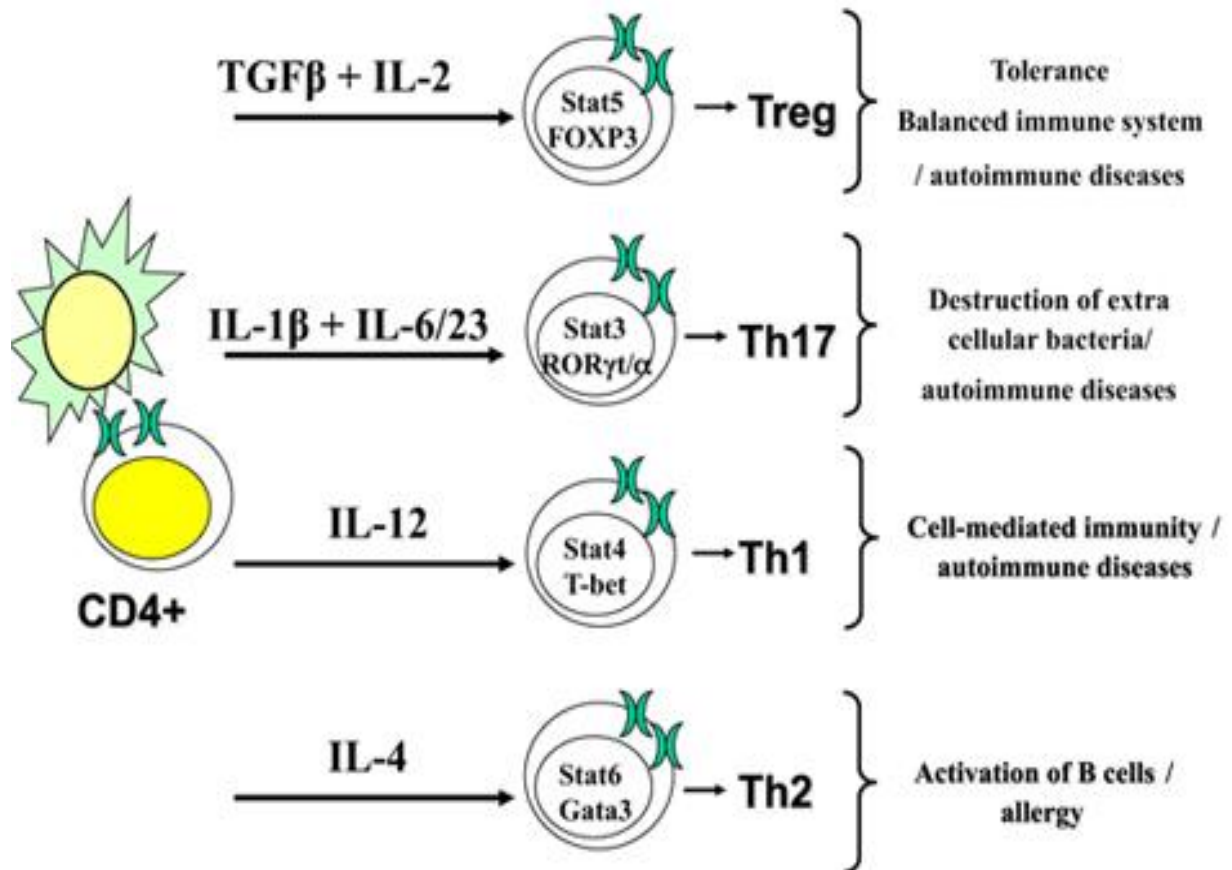 TGFβ + IL-2
Stat5
FOXP3
Treg
Tolerance
Balanced immune system
/ autoimmune diseases
IL-1β + IL-6/23
Stat3
RORγt/α
Th17
Destruction of extra
cellular bacteria/
autoimmune diseases
CD4+
IL-12
Stat4
T-bet
Th1
Cell-mediated immunity /
autoimmune diseases
IL-4
Stat6
Gata3
Th2
Activation of B cells /
allergy